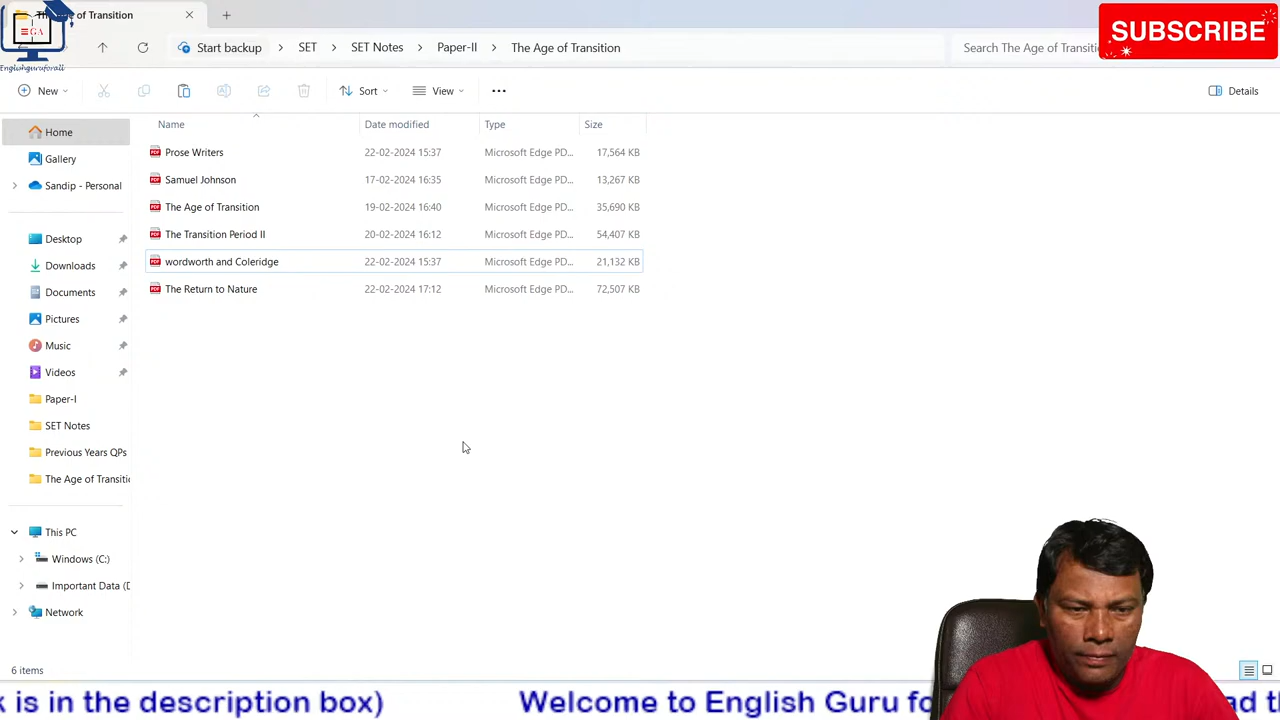 The Age of Transition
SUBSCRIBE
EGA
Englishguruforall
Start backup > SET > SET Notes > Paper-II > The Age of Transition
Search The Age of Transiti
New Sort View ... Details
Name Date modified Type Size
Home
Gallery
Sandip - Personal
Desktop
Downloads
Documents
Pictures
Music
Videos
Paper-I
SET Notes
Previous Years QPs
The Age of Transitic
This PC
Windows (C:)
Important Data (D
Network
Prose Writers 22-02-2024 15:37 Microsoft Edge PD... 17,564 KB
Samuel Johnson 17-02-2024 16:35 Microsoft Edge PD... 13,267 KB
The Age of Transition 19-02-2024 16:40 Microsoft Edge PD... 35,690 KB
The Transition Period II 20-02-2024 16:12 Microsoft Edge PD... 54,407 KB
wordworth and Coleridge 22-02-2024 15:37 Microsoft Edge PD... 21,132 KB
The Return to Nature 22-02-2024 17:12 Microsoft Edge PD... 72,507 KB
6 items
k is in the description box) Welcome to English Guru fo ad th